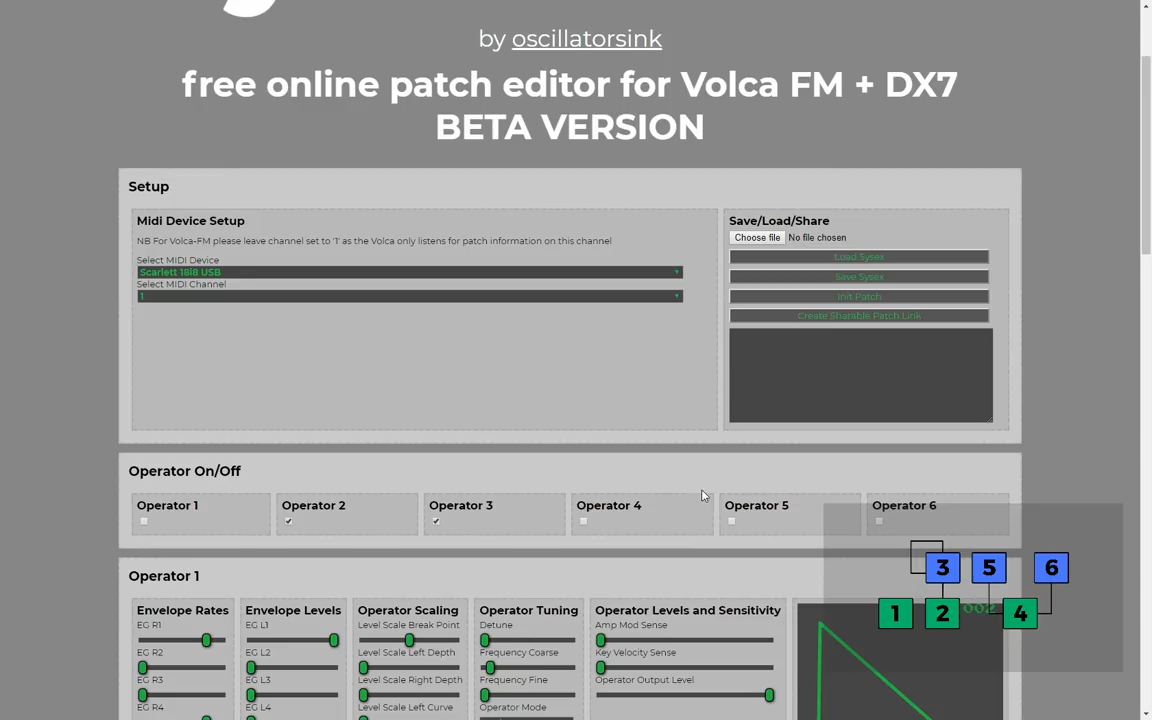 by oscillatorsink
free online patch editor for Volca FM + DX7
BETA VERSION
Setup
Midi Device Setup
NB For Volca-FM please leave channel set to '1' as the Volca only listens for patch information on this channel
Select MIDI Device
Scarlett 18i8 USB
Select MIDI Channel
1
Save/Load/Share
Choose file No file chosen
Load Sysex
Save Sysex
Init Patch
Create Sharable Patch Link
Operator On/Off
Operator 1
Operator 2
Operator 3
Operator 4
Operator 5
Operator 6
3 5 6
1 2 002 4
Operator 1
Envelope Rates
EG R1
EG R2
EG R3
EG R4
Envelope Levels
EG L1
EG L2
EG L3
EG L4
Operator Scaling
Level Scale Break Point
Level Scale Left Depth
Level Scale Right Depth
Level Scale Left Curve
Operator Tuning
Detune
Frequency Coarse
Frequency Fine
Operator Mode
Operator Levels and Sensitivity
Amp Mod Sense
Key Velocity Sense
Operator Output Level